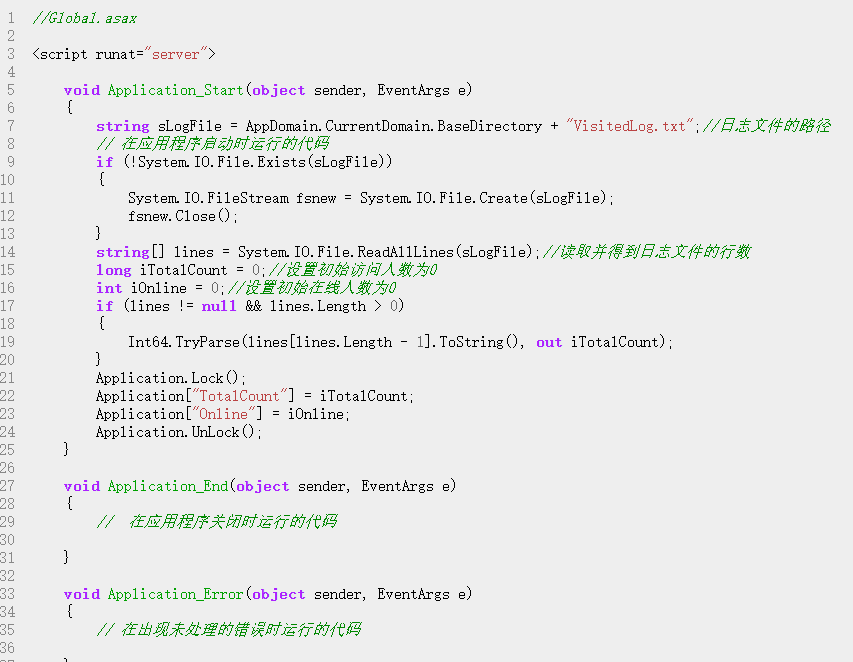 1 //Global.asax
2
3 <script runat="server">
4
5 void Application_Start(object sender, EventArgs e)
6 {
7 string sLogFile = AppDomain.CurrentDomain.BaseDirectory + "VisitedLog.txt";//日志文件的路径
8 // 在应用程序启动时运行的代码
9 if (!System.IO.File.Exists(sLogFile))
10 {
11 System.IO.FileStream fsnew = System.IO.File.Create(sLogFile);
12 fsnew.Close();
13 }
14 string[] lines = System.IO.File.ReadAllLines(sLogFile);//读取并得到日志文件的行数
15 long iTotalCount = 0;//设置初始访问人数为0
16 int iOnline = 0;//设置初始在线人数为0
17 if (lines != null && lines.Length > 0)
18 {
19 Int64.TryParse(lines[lines.Length - 1].ToString(), out iTotalCount);
20 }
21 Application.Lock();
22 Application["TotalCount"] = iTotalCount;
23 Application["Online"] = iOnline;
24 Application.UnLock();
25 }
26
27 void Application_End(object sender, EventArgs e)
28 {
29 // 在应用程序关闭时运行的代码
30
31 }
32
33 void Application_Error(object sender, EventArgs e)
34 {
35 // 在出现未处理的错误时运行的代码
36